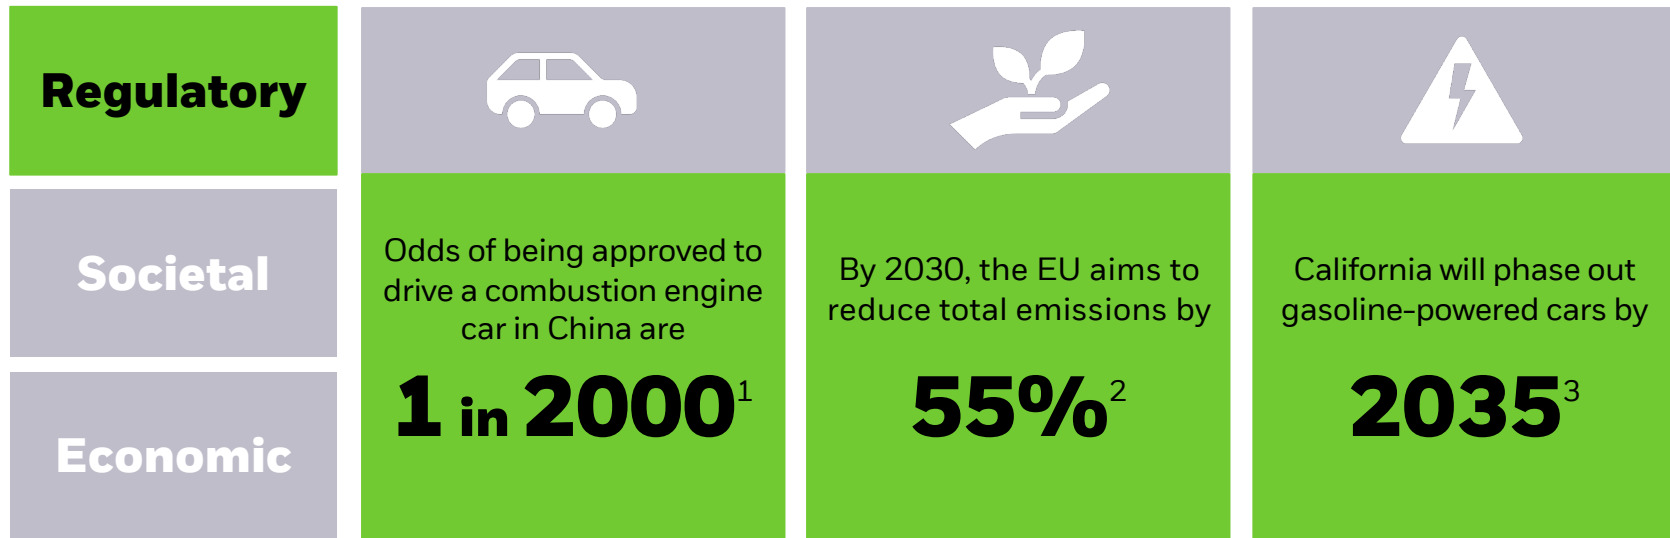 Regulatory
Societal
Economic
Odds of being approved to
drive a combustion engine
car in China are
1 in 2000¹
By 2030, the EU aims to
reduce total emissions by
55%²
California will phase out
gasoline-powered cars by
2035³